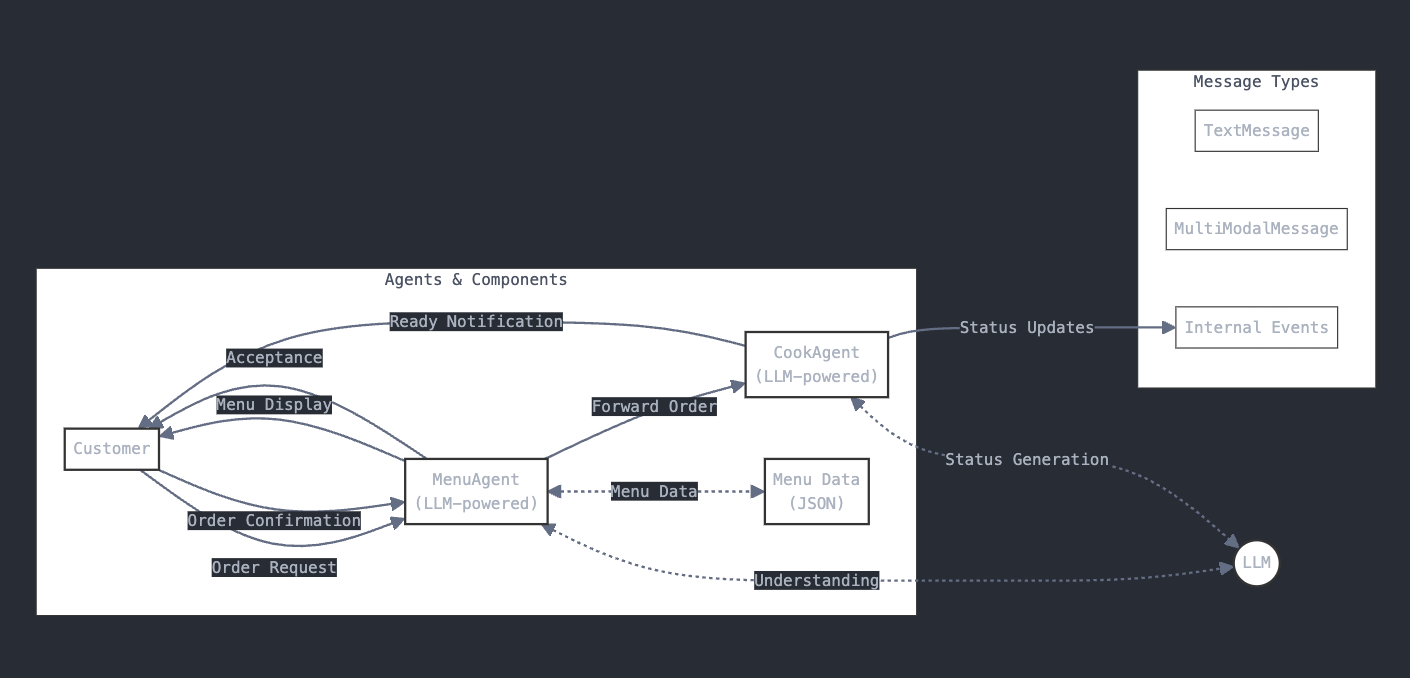 Message Types
TextMessage
MultiModalMessage
Internal Events
Agents & Components
Ready Notification
Status Updates
CookAgent
(LLM-powered)
Acceptance
Menu Display
Forward Order
Customer
Status Generation
MenuAgent
(LLM-powered)
Menu Data
Menu Data
(JSON)
Order Confirmation
Order Request
Understanding
LLM